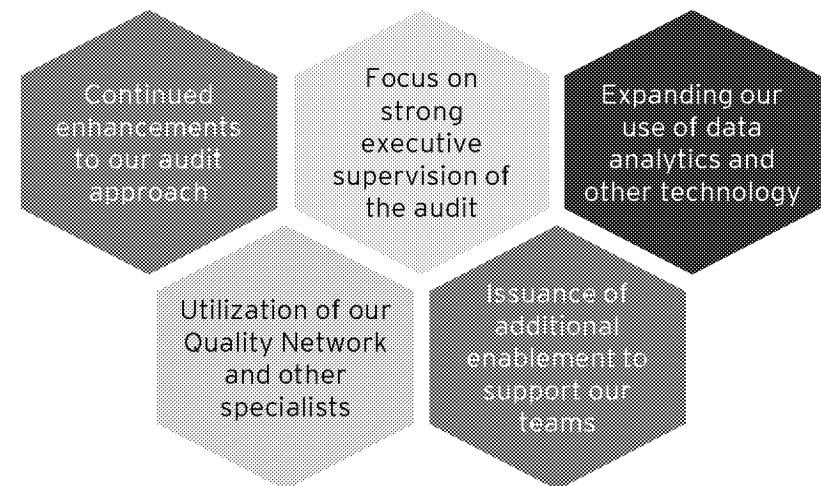 Continued
enhancements
to our audit
approach
Focus on
strong
executive
supervision of
the audit
Expanding our
use of data
analytics and
other technology
Utilization of our
Quality Network
and other
specialists
Issuance of
additional
enablement to
support our
teams